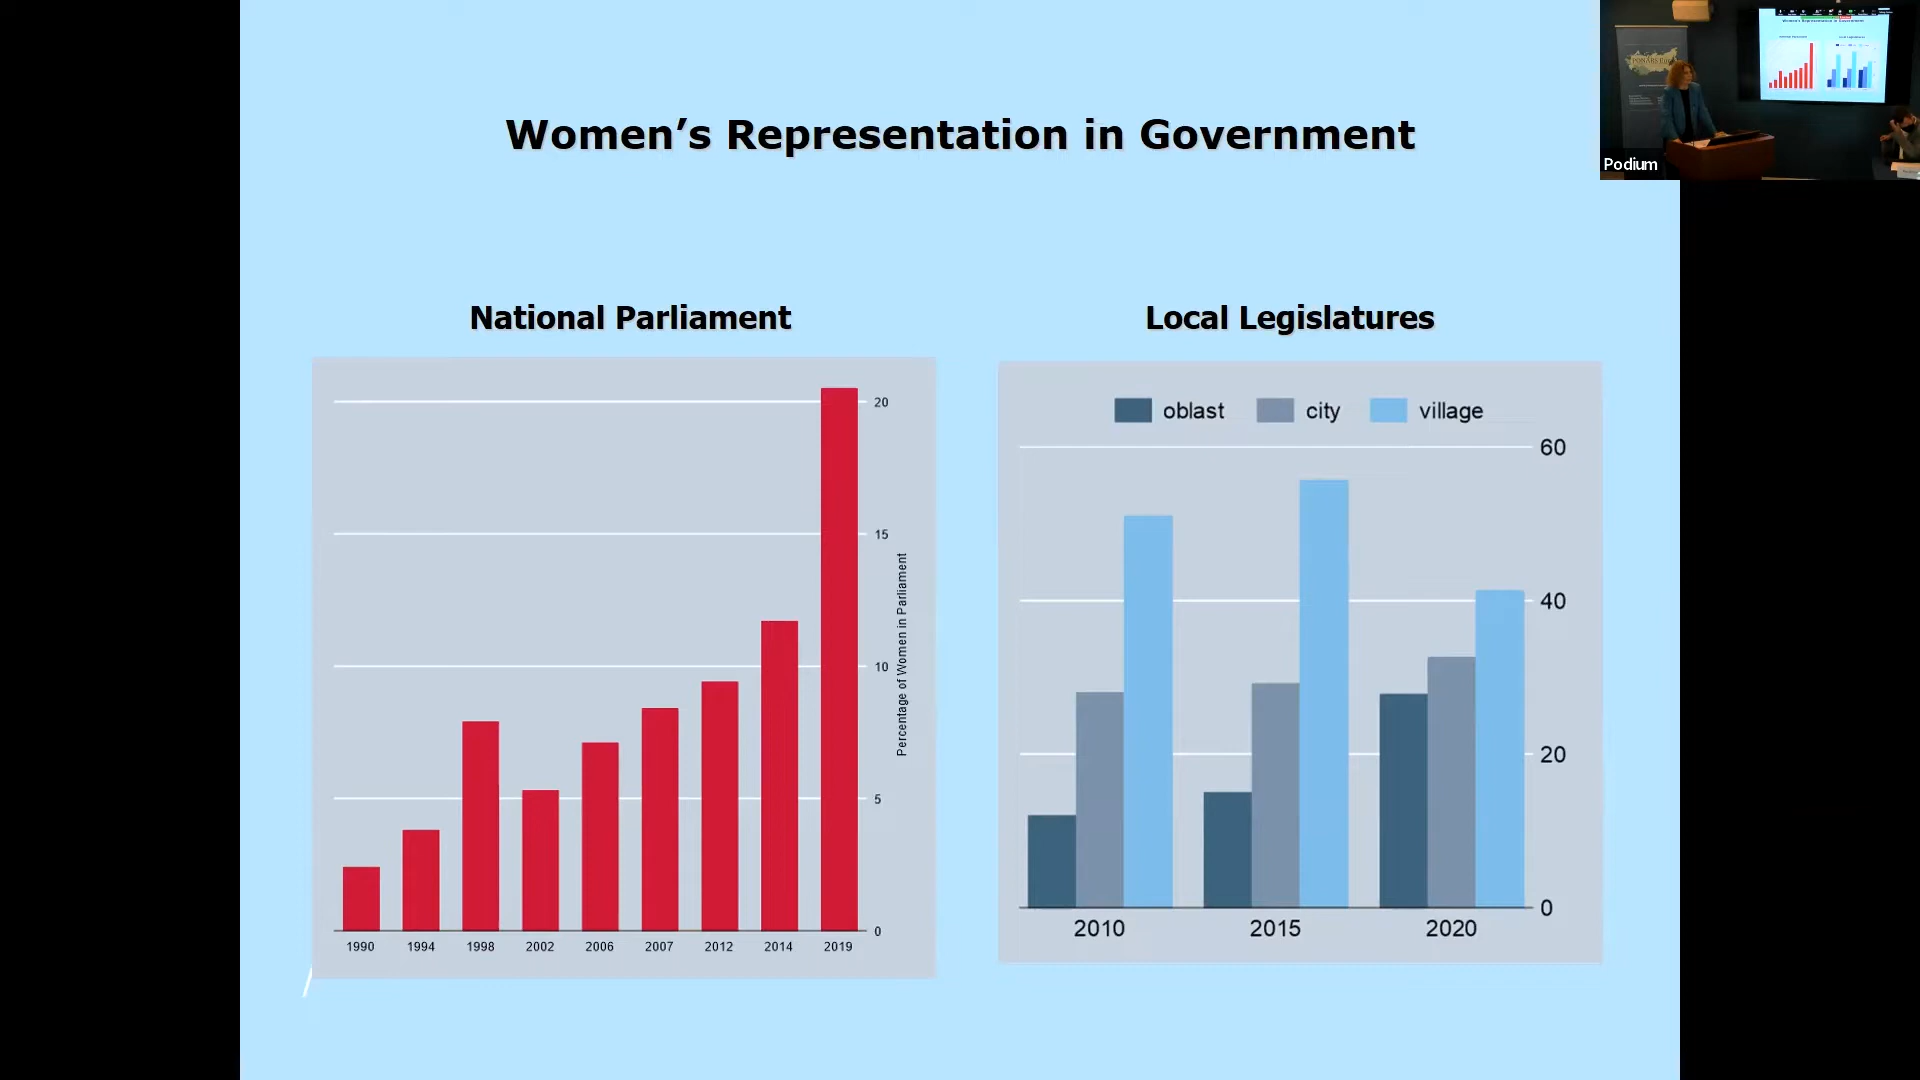 Women’s Representation in Government
National Parliament
Local Legislatures
20
15
10
5
0
Percentage of Women in Parliament
1990 1994 1998 2002 2006 2007 2012 2014 2019
oblast city village
60
40
20
0
2010 2015 2020
Podium